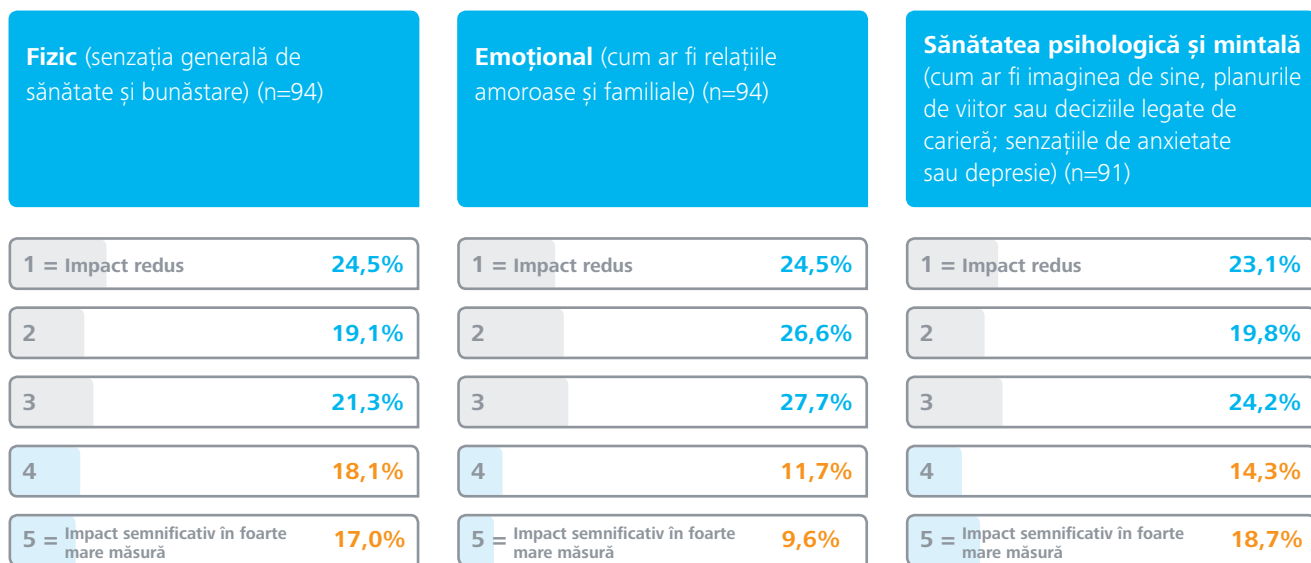 Fizic (senzația generală de
sănătate și bunăstare) (n=94)
1 = Impact redus 24,5%
2 19,1%
3 21,3%
4 18,1%
5 = Impact semnificativ în foarte
mare măsură 17,0%
Emoțional (cum ar fi relațiile
amoroase și familiale) (n=94)
1 = Impact redus 24,5%
2 26,6%
3 27,7%
4 11,7%
5 = Impact semnificativ în foarte
mare măsură 9,6%
Sănătatea psihologică și mintală
(cum ar fi imaginea de sine, planurile
de viitor sau deciziile legate de
carieră; senzațiile de anxietate
sau depresie) (n=91)
1 = Impact redus 23,1%
2 19,8%
3 24,2%
4 14,3%
5 = Impact semnificativ în foarte
mare măsură 18,7%